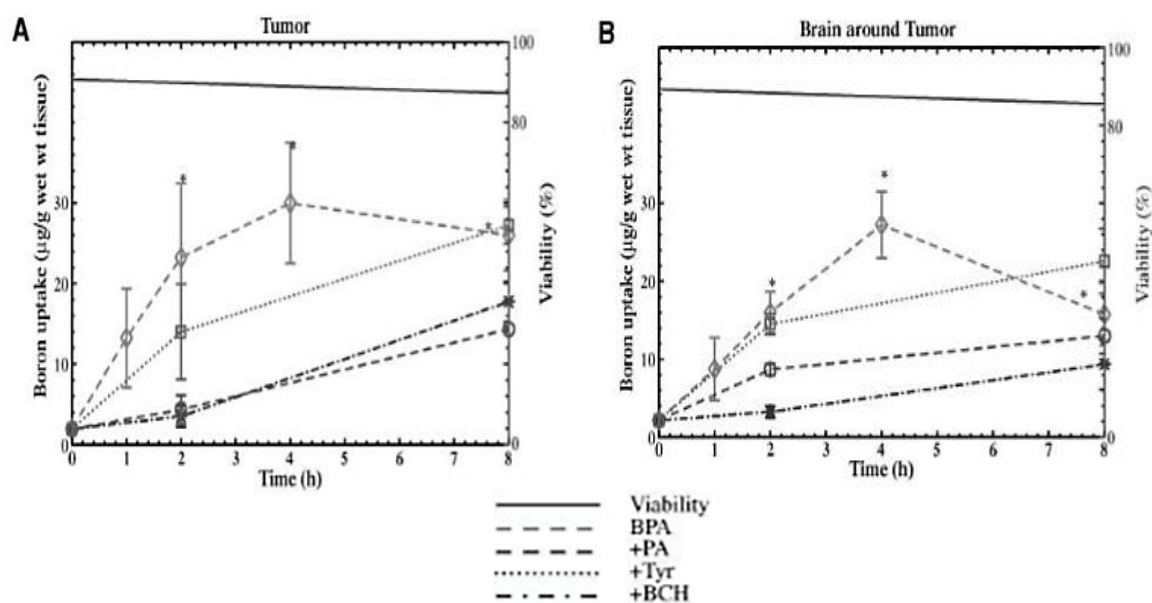 A
Tumor
Boron uptake (μg/g wet wt tissue)
30
20
10
0
100
80
0
Viability (%)
0 1 2 3 4 5 6 7 8
Time (h)
B
Brain around Tumor
Boron uptake (μg/g wet wt tissue)
30
20
10
0
100
80
0
Viability (%)
0 1 2 3 4 5 6 7 8
Time (h)
Viability
BPA
+PA
+Tyr
+BCH